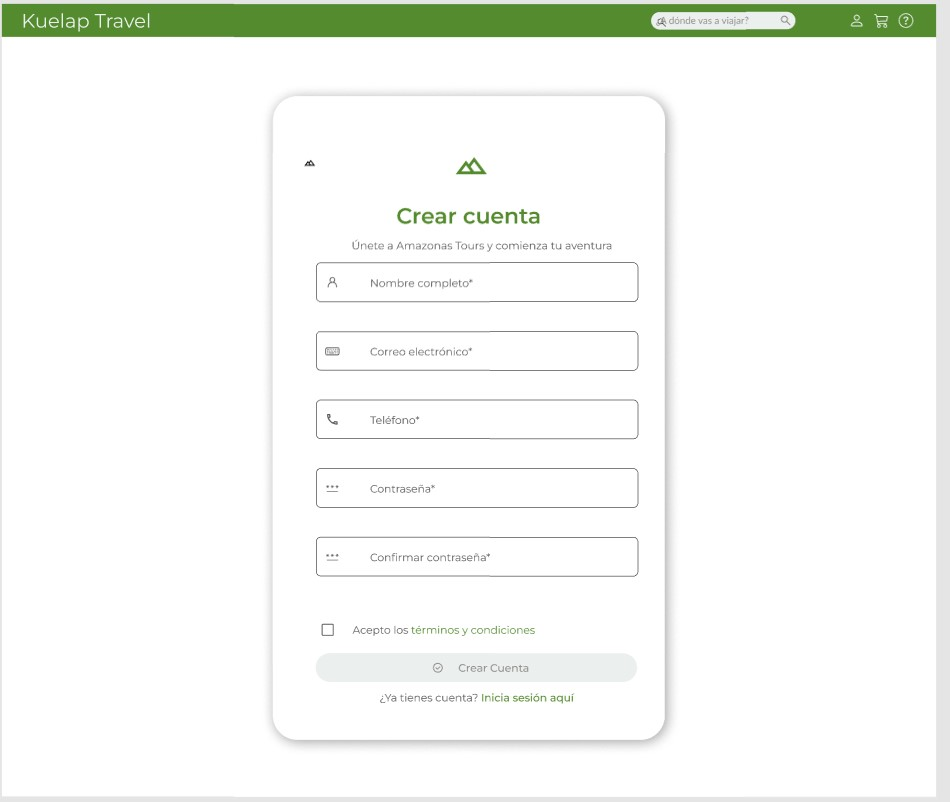 Kuelap Travel
dónde vas a viajar?
Crear cuenta
Únete a Amazonas Tours y comienza tu aventura
Nombre completo*
Correo electrónico*
Teléfono*
Contraseña*
Confirmar contraseña*
Acepto los términos y condiciones
Crear Cuenta
¿Ya tienes cuenta? Inicia sesión aquí